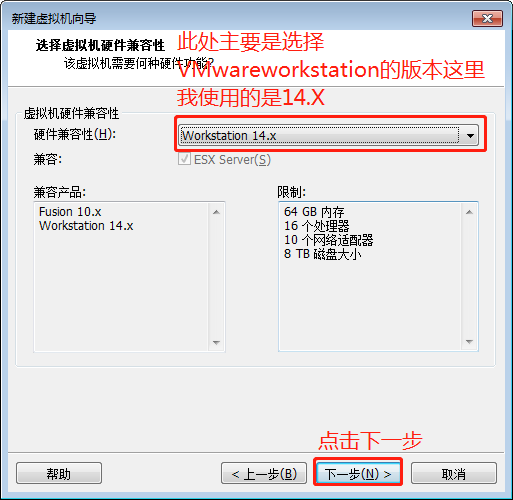 新建虚拟机向导
选择虚拟机硬件兼容性
该虚拟机需要何种硬件功能?
此处主要是选择
VMwareworkstation的版本这里
我使用的是14.X
虚拟机硬件兼容性
硬件兼容性(H):
Workstation 14.x
兼容:
ESX Server(S)
兼容产品:
Fusion 10.x
Workstation 14.x
限制:
64 GB 内存
16 个处理器
10 个网络适配器
8 TB 磁盘大小
点击下一步
帮助
< 上一步(B)
下一步(N) >
取消